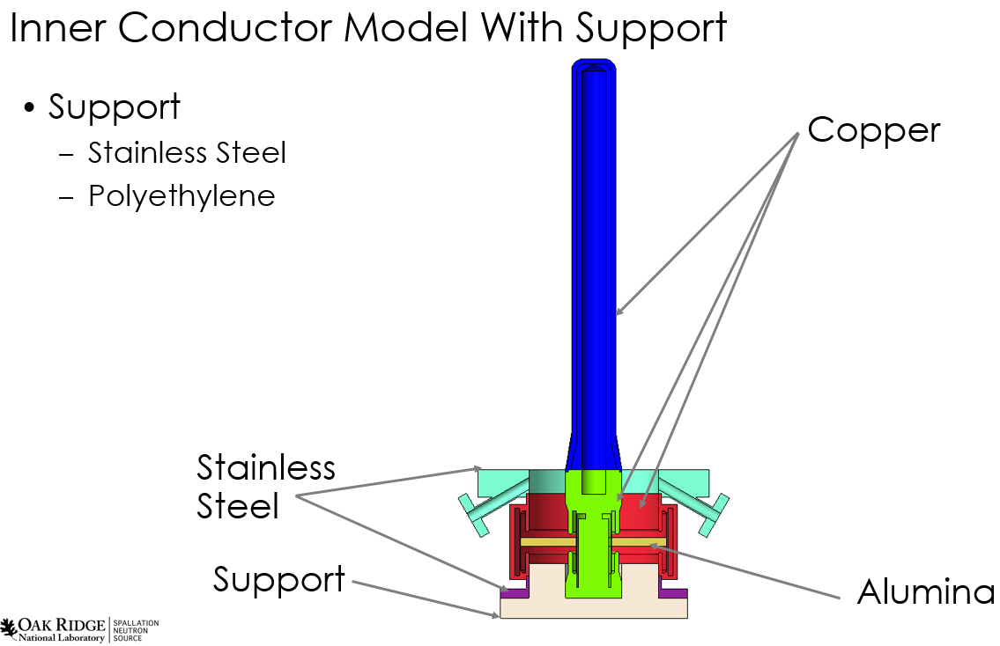 Inner Conductor Model With Support
• Support
– Stainless Steel
– Polyethylene
Copper
Stainless
Steel
Support
Alumina
OAK RIDGE
National Laboratory
SPALLATION
NEUTRON
SOURCE